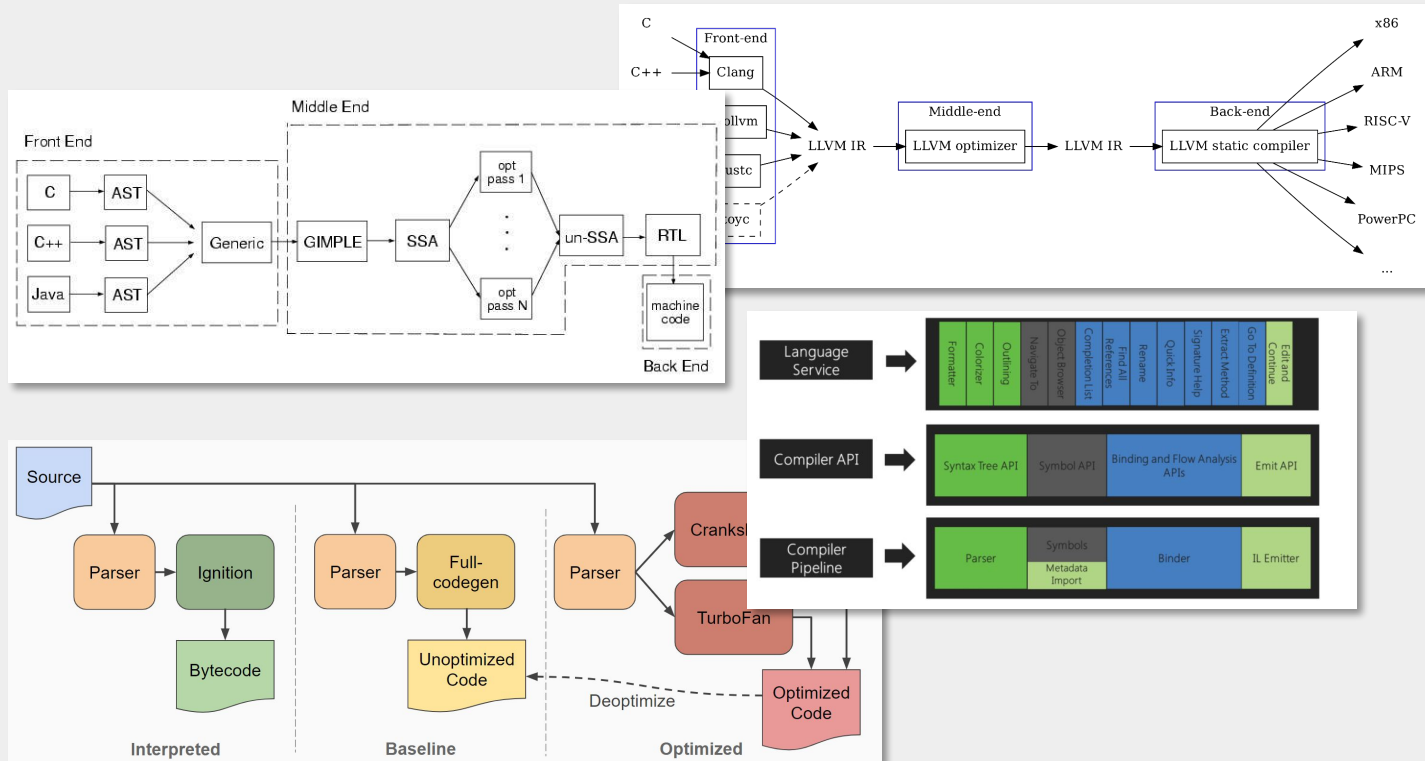 C
C++
Front-end
Clang
ollvm
ustc
toyc
LLVM IR
Middle-end
LLVM optimizer
LLVM IR
Back-end
LLVM static compiler
x86
ARM
RISC-V
MIPS
PowerPC
...
Front End
C
AST
C++
AST
Java
AST
Generic
Middle End
GIMPLE
SSA
opt
pass 1
opt
pass N
un-SSA
RTL
machine
code
Back End
Language
Service
Formatter
Colorizer
Outlining
Navigate To
Object Browser
Completion List
Find All
References
Rename
Quick Info
Signature Help
Extract Method
Go To Definition
Edit and
Continue
Compiler API
Syntax Tree API
Symbol API
Binding and Flow Analysis
APIs
Emit API
Compiler
Pipeline
Parser
Symbols
Metadata
Import
Binder
IL Emitter
Source
Parser
Ignition
Bytecode
Interpreted
Parser
Full-
codegen
Unoptimized
Code
Baseline
Parser
Cranksh
TurboFan
Deoptimize
Optimized
Code
Optimized